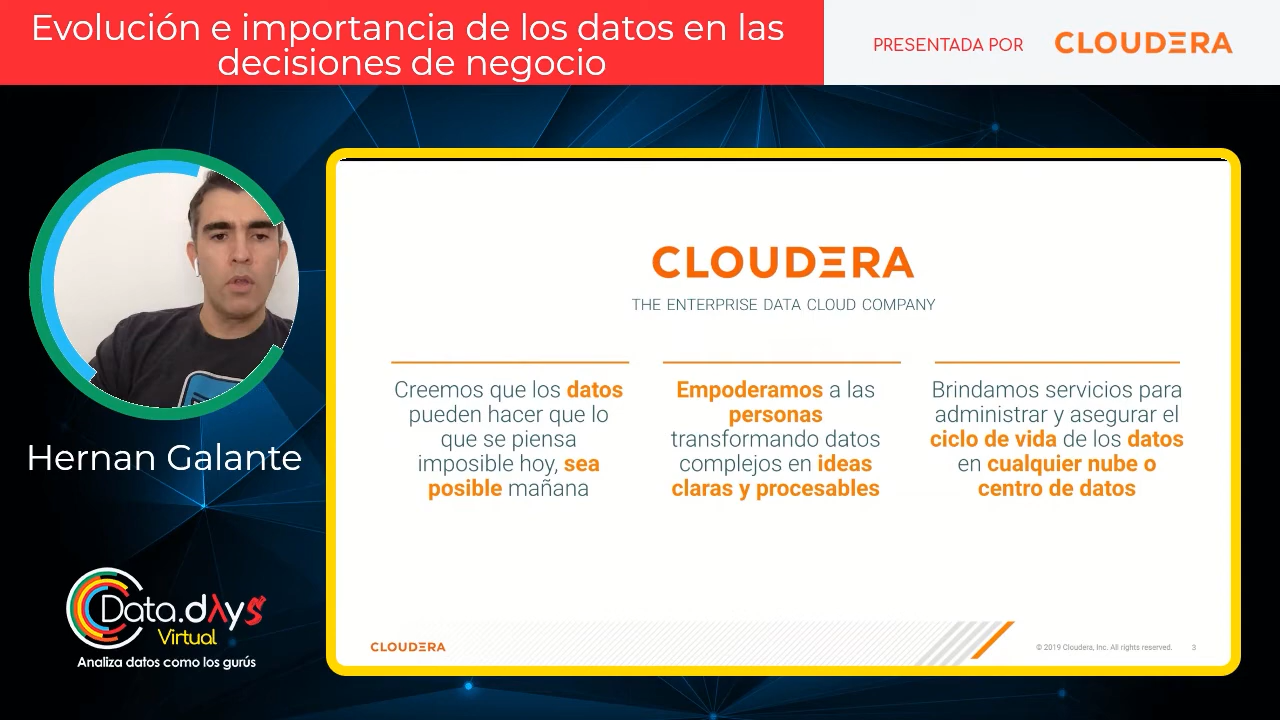 Evolución e importancia de los datos en las
decisiones de negocio
PRESENTADA POR
CLOUDERA
Hernan Galante
Data.dAys
Virtual
Analiza datos como los gurús
CLOUDERA
THE ENTERPRISE DATA CLOUD COMPANY
Creemos que los datos
pueden hacer que lo
que se piensa
imposible hoy, sea
posible mañana
Empoderamos a las
personas
transformando datos
complejos en ideas
claras y procesables
Brindamos servicios para
administrar y asegurar el
ciclo de vida de los datos
en cualquier nube o
centro de datos
CLOUDERA
© 2019 Cloudera, Inc. All rights reserved.
3